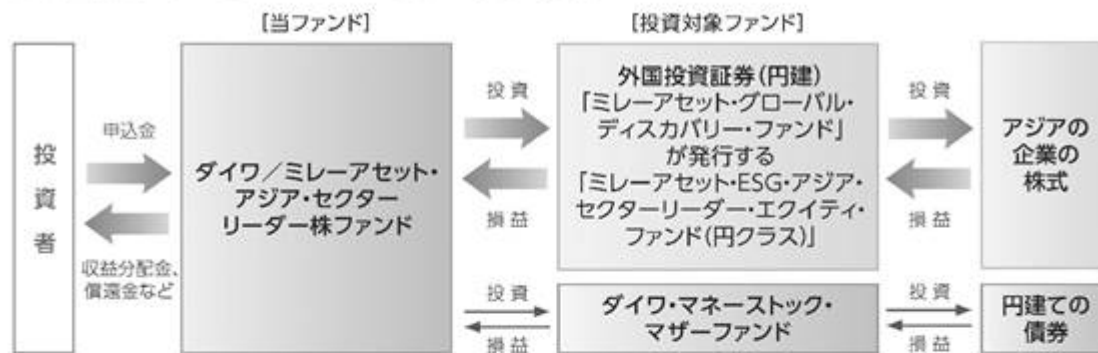 [当ファンド]
[投資対象ファンド]
投資者
申込金
収益分配金、
償還金など
ダイワ/ミレーアセット・
アジア・セクター
リーダー株ファンド
投資
損益
外国投資証券(円建)
「ミレーアセット・グローバル・
ディスカバリー・ファンド」
が発行する
「ミレーアセット・ESG・アジア・
セクターリーダー・エクイティ・
ファンド(円クラス)」
投資
損益
アジアの
企業の
株式
投資
損益
ダイワ・マネーストック・
マザーファンド
投資
損益
円建ての
債券